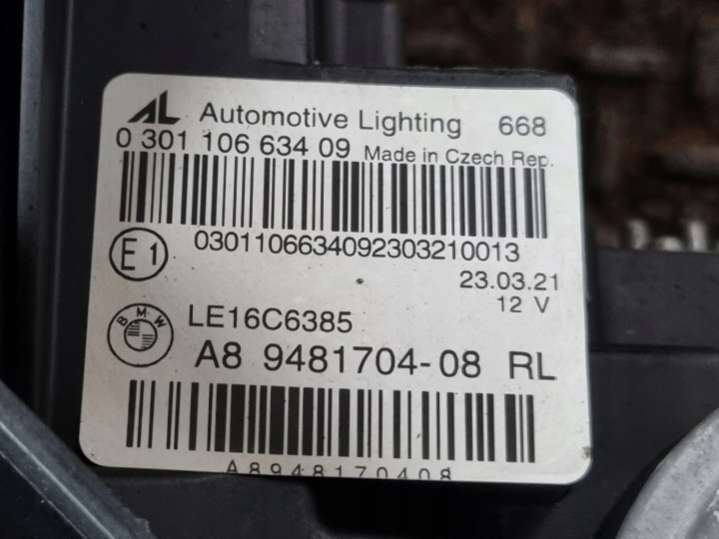 AL Automotive Lighting 668
0 301 106 634 09 Made in Czech Rep.
0301106634092303210013
E1
23.03.21
12 V
BMW
LE16C6385
A8 9481704-08 RL
A8948170408